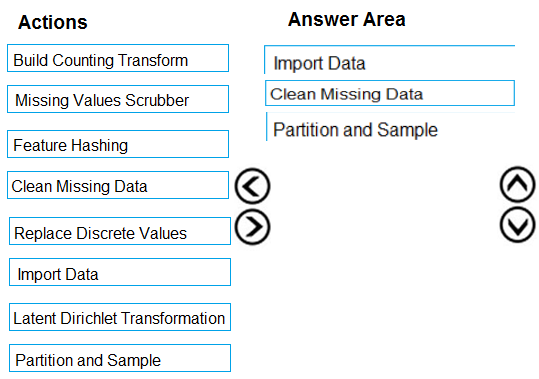 Actions
Build Counting Transform
Missing Values Scrubber
Feature Hashing
Clean Missing Data
Replace Discrete Values
Import Data
Latent Dirichlet Transformation
Partition and Sample
Answer Area
Import Data
Clean Missing Data
Partition and Sample